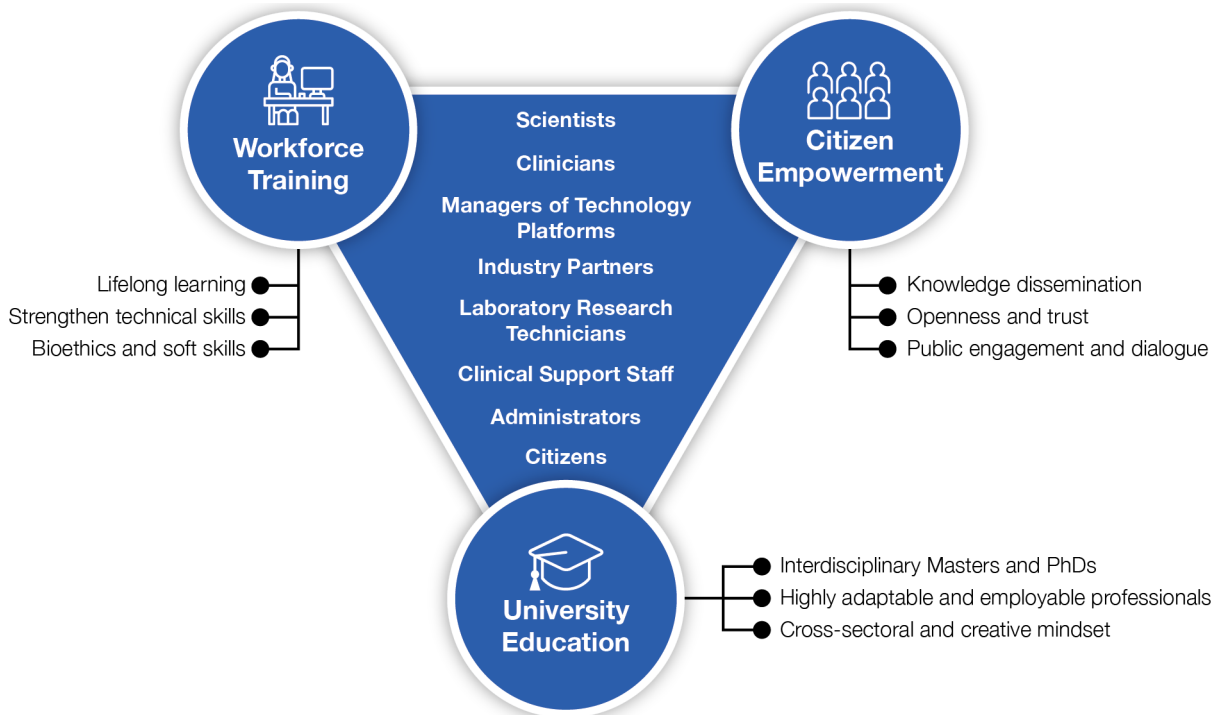 Workforce
Training
Citizen
Empowerment
Scientists
Clinicians
Managers of Technology
Platforms
Industry Partners
Laboratory Research
Technicians
Clinical Support Staff
Administrators
Citizens
Lifelong learning
Strengthen technical skills
Bioethics and soft skills
Knowledge dissemination
Openness and trust
Public engagement and dialogue
University
Education
Interdisciplinary Masters and PhDs
Highly adaptable and employable professionals
Cross-sectoral and creative mindset